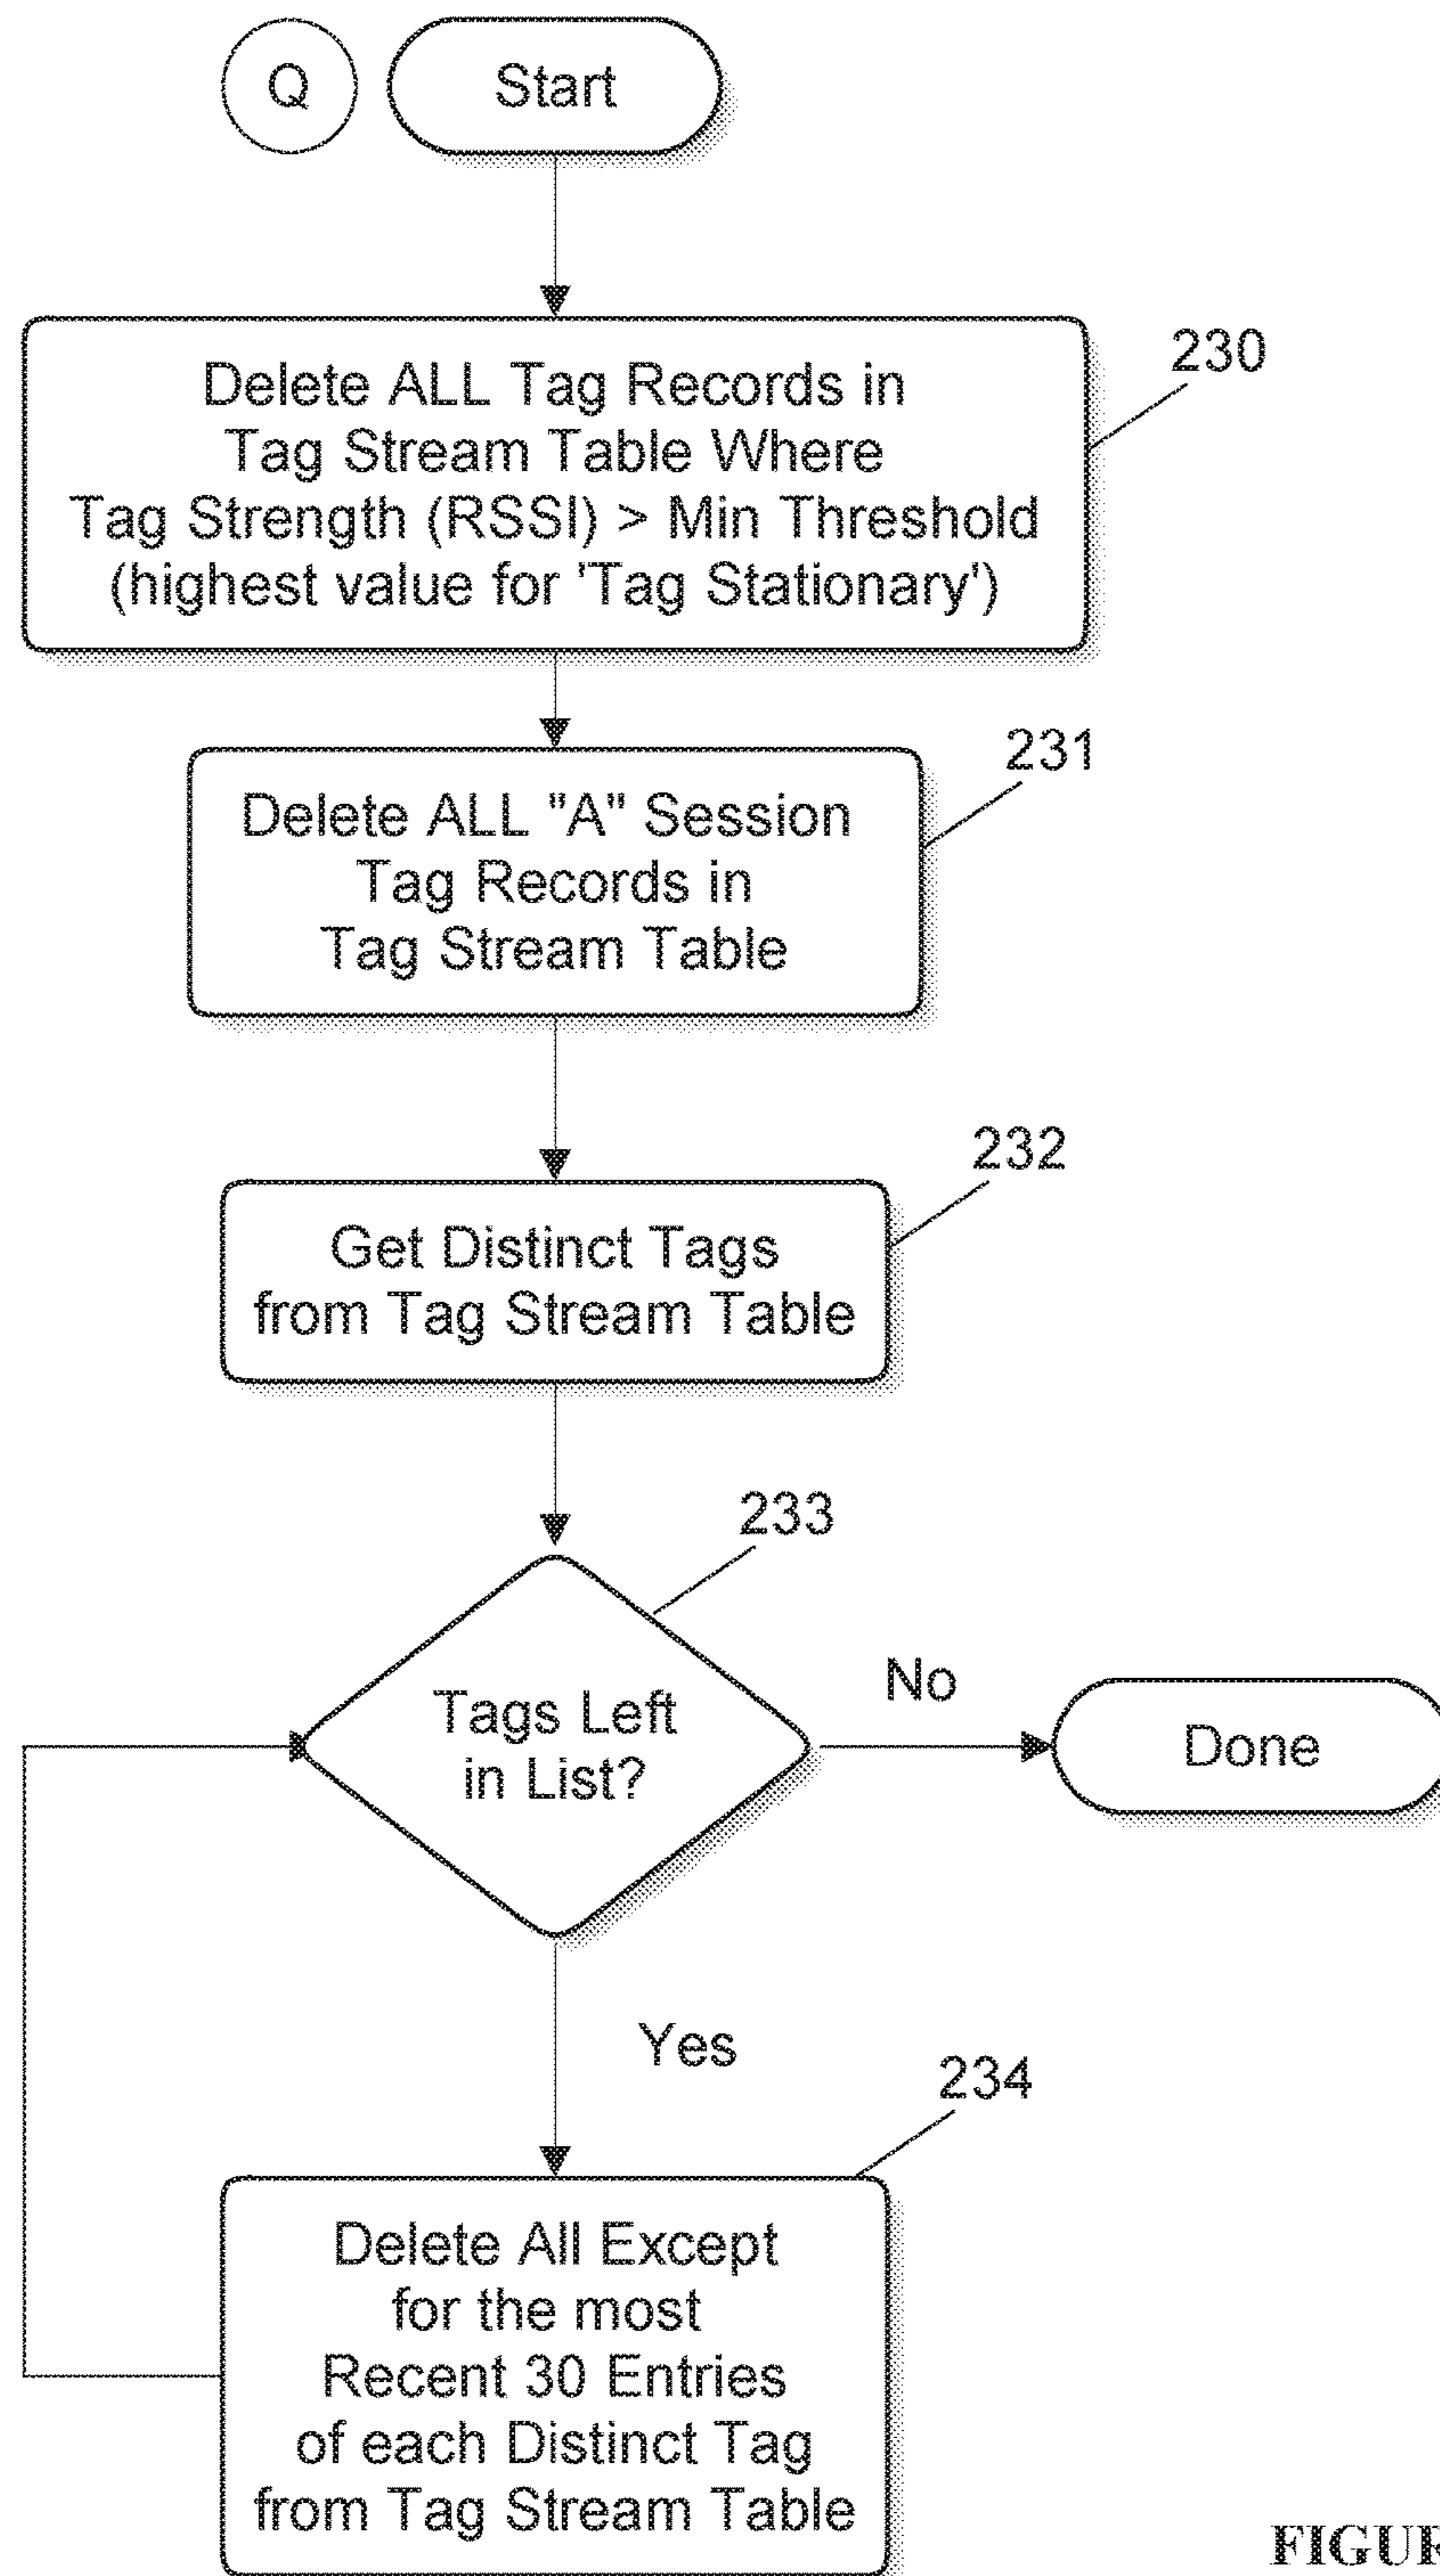 Q
Start
Delete ALL Tag Records in
Tag Stream Table Where
Tag Strength (RSSI) > Min Threshold
(highest value for 'Tag Stationary')
230
Delete ALL "A" Session
Tag Records in
Tag Stream Table
231
Get Distinct Tags
from Tag Stream Table
232
233
Tags Left
in List?
No
Done
Yes
234
Delete All Except
for the most
Recent 30 Entries
of each Distinct Tag
from Tag Stream Table